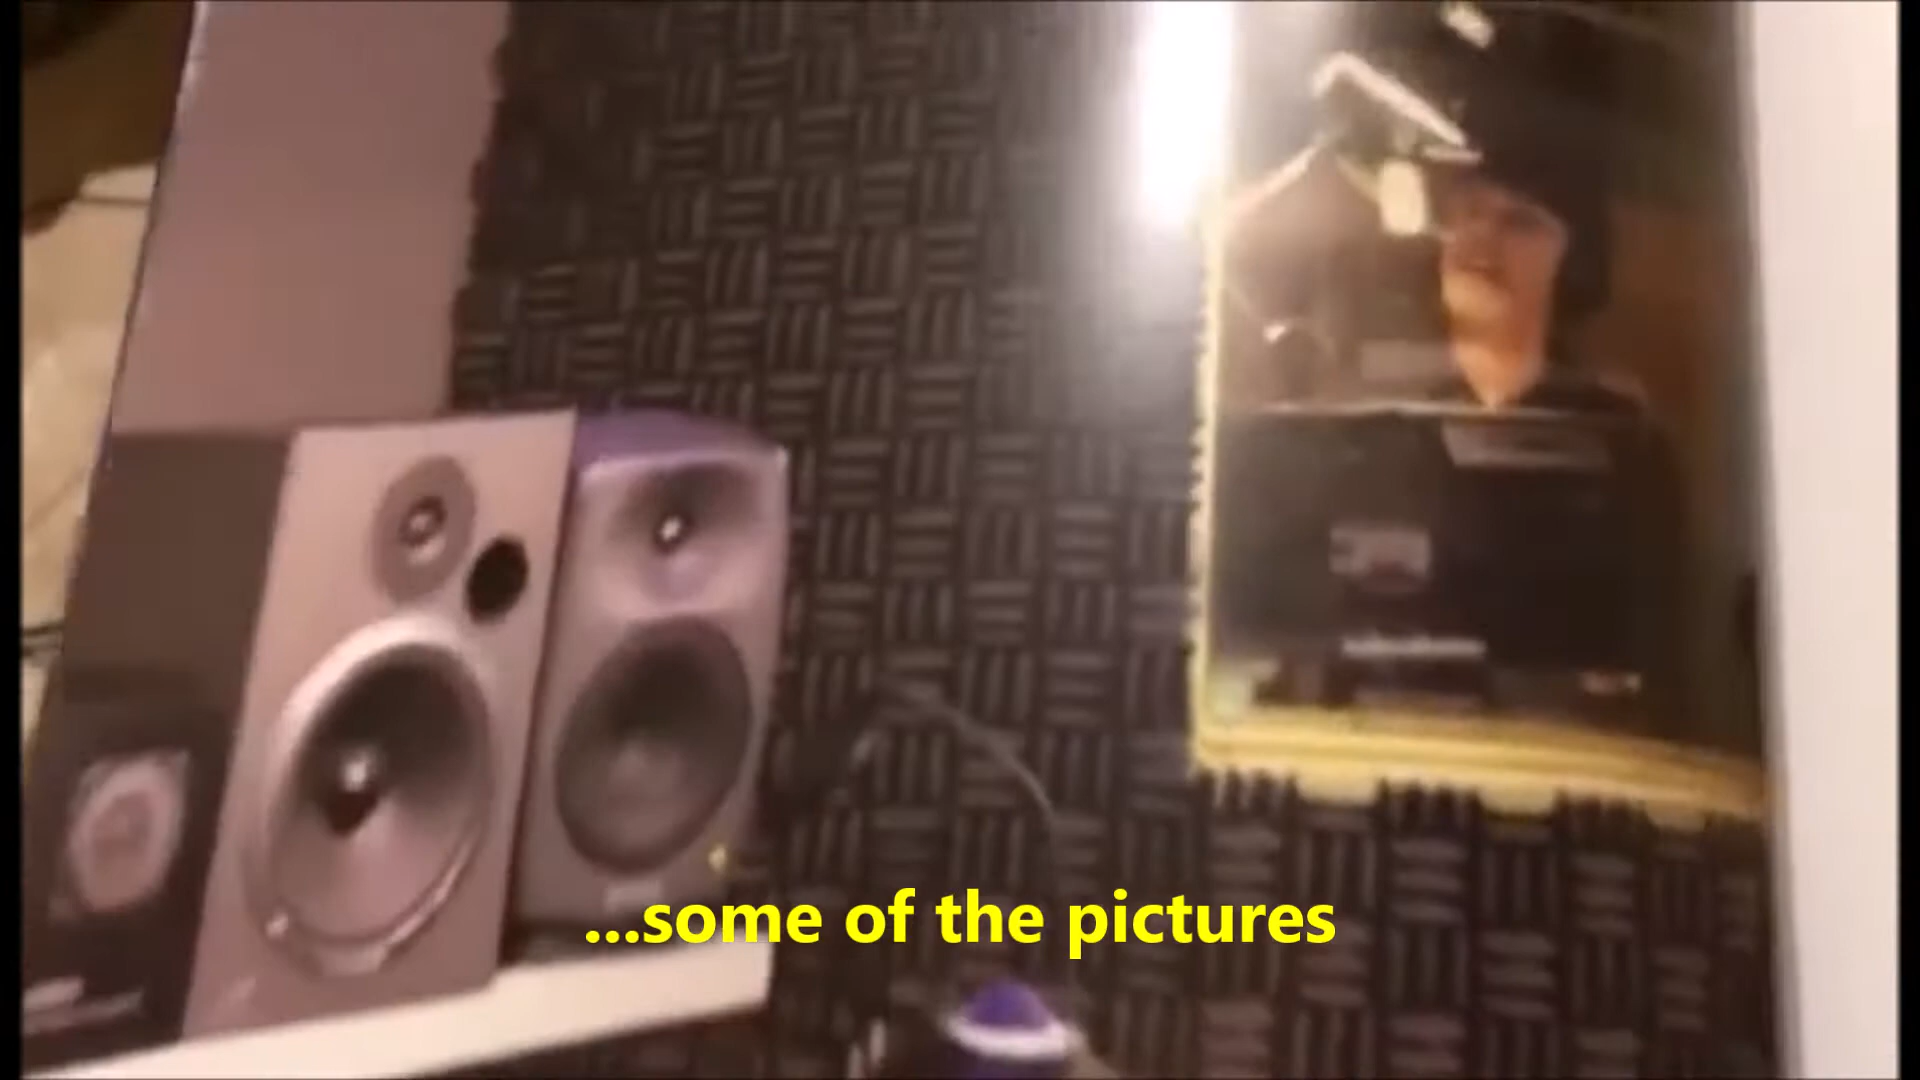 ...some of the pictures